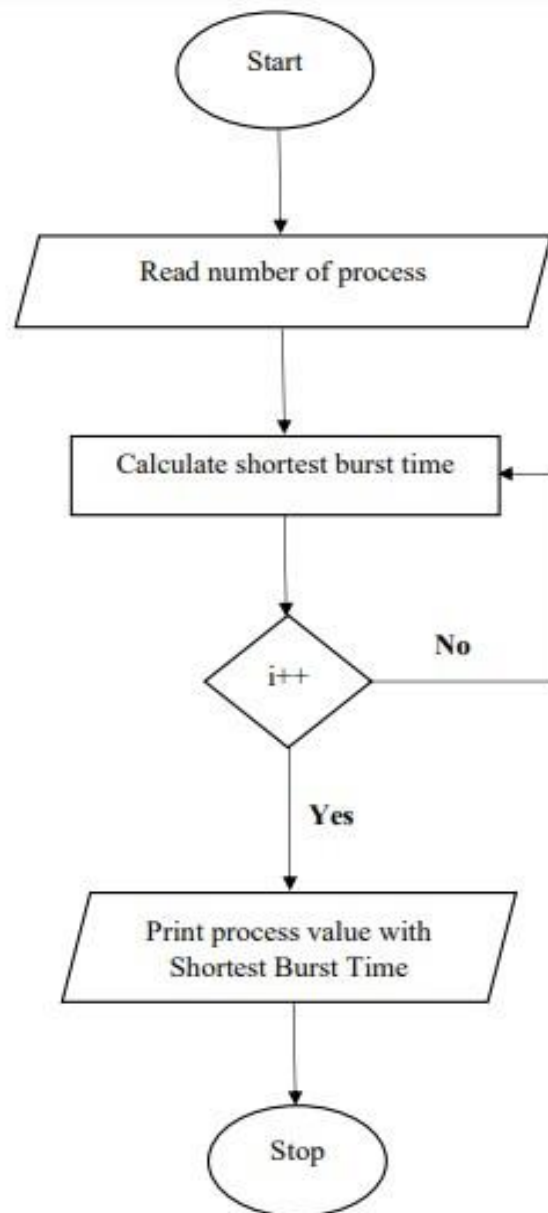 Start
Read number of process
Calculate shortest burst time
i++
No
Yes
Print process value with
Shortest Burst Time
Stop